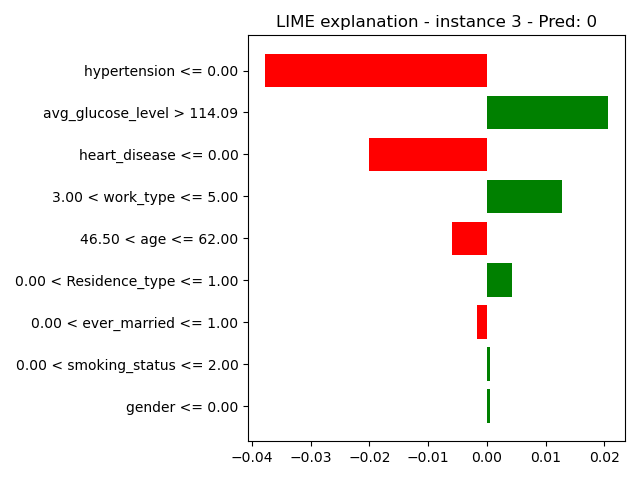 LIME explanation - instance 3 - Pred: 0
hypertension <= 0.00
avg_glucose_level > 114.09
heart_disease <= 0.00
3.00 < work_type <= 5.00
46.50 < age <= 62.00
0.00 < Residence_type <= 1.00
0.00 < ever_married <= 1.00
0.00 < smoking_status <= 2.00
gender <= 0.00
−0.04 −0.03 −0.02 −0.01 0.00 0.01 0.02